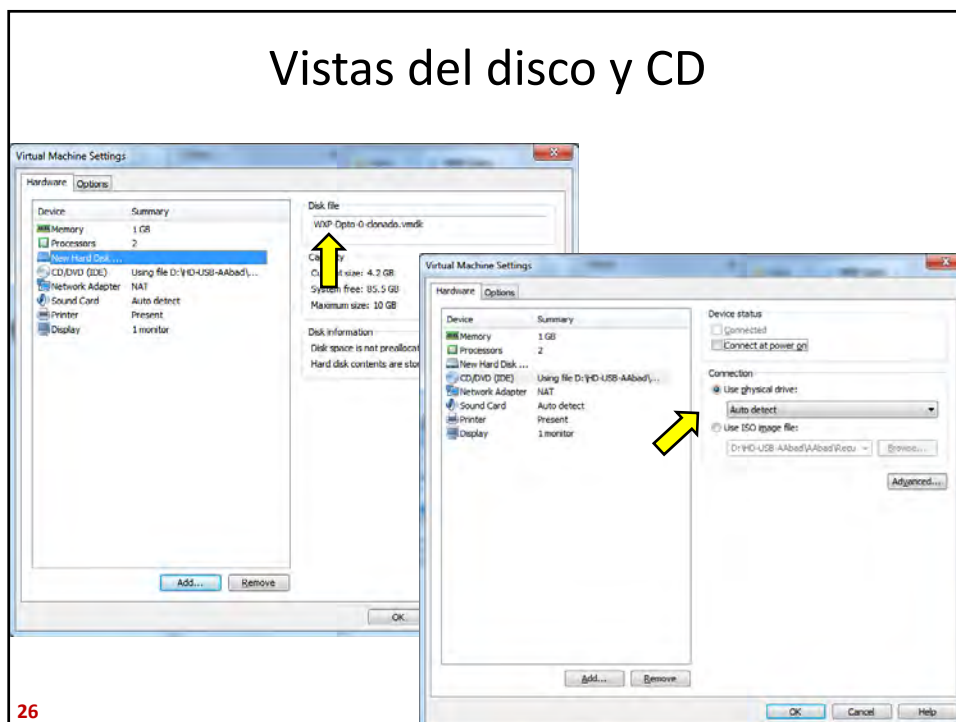 Vistas del disco y CD
Virtual Machine Settings
Hardware Options
Device Summary
Memory 1 GB
Processors 2
New Hard Disk ...
CD/DVD (IDE) Using file D:\HD-USB-AAbad\...
Network Adapter NAT
Sound Card Auto detect
Printer Present
Display 1 monitor
Add... Remove
Disk file
WXP-Dpto-0-clonado.vmdk
Current size: 4.2 GB
System free: 85.5 GB
Maximum size: 10 GB
Disk information
Disk space is not preallocat
Hard disk contents are stor
OK
Virtual Machine Settings
Hardware Options
Device Summary
Memory 1 GB
Processors 2
New Hard Disk ...
CD/DVD (IDE) Using file D:\HD-USB-AAbad\...
Network Adapter NAT
Sound Card Auto detect
Printer Present
Display 1 monitor
Add... Remove
Device status
Connected
Connect at power on
Connection
Use physical drive:
Auto detect
Use ISO image file:
D:\HD-USB-AAbad\AAbad\Recu Browse...
Advanced...
OK Cancel Help
26